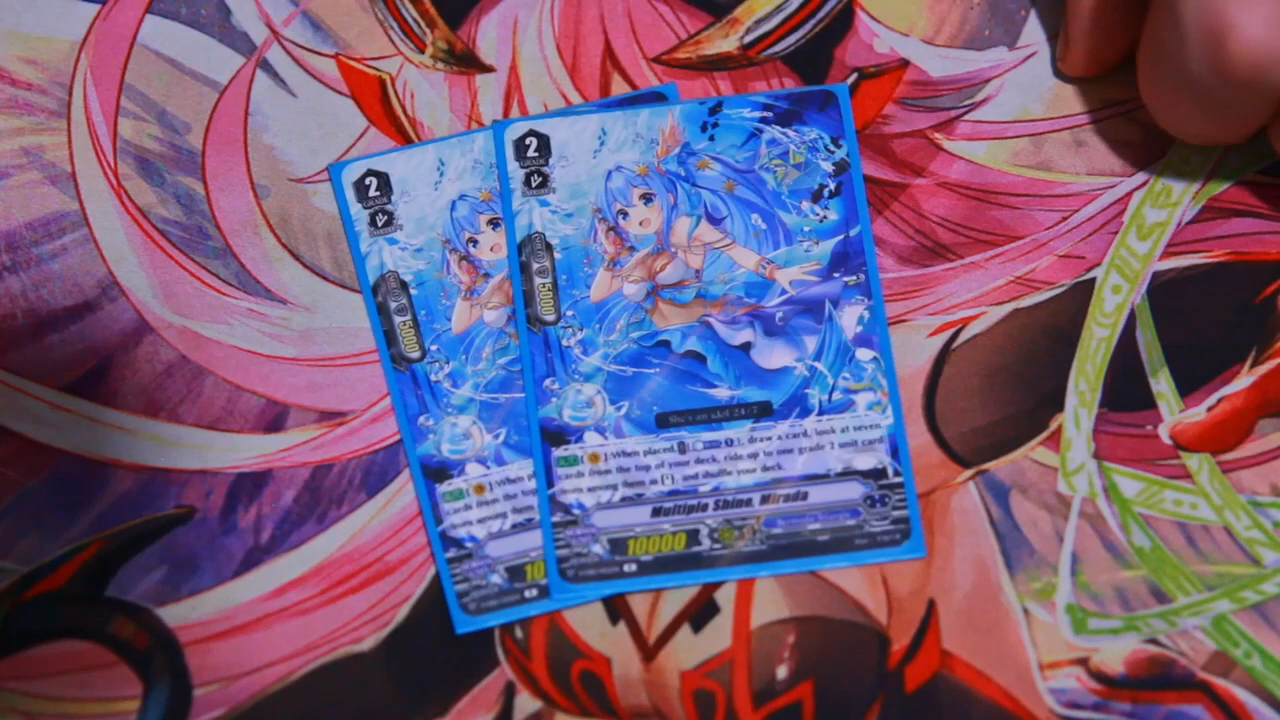 2
GRADE
5000
When p
cards from the top
from among them
10
2
GRADE
5000
She's an idol 24/7.
When placed, draw a card, look at seven
cards from the top of your deck, ride up to one grade 2 unit card
from among them as and shuffle your deck.
Multiple Shine, Mirada
10000